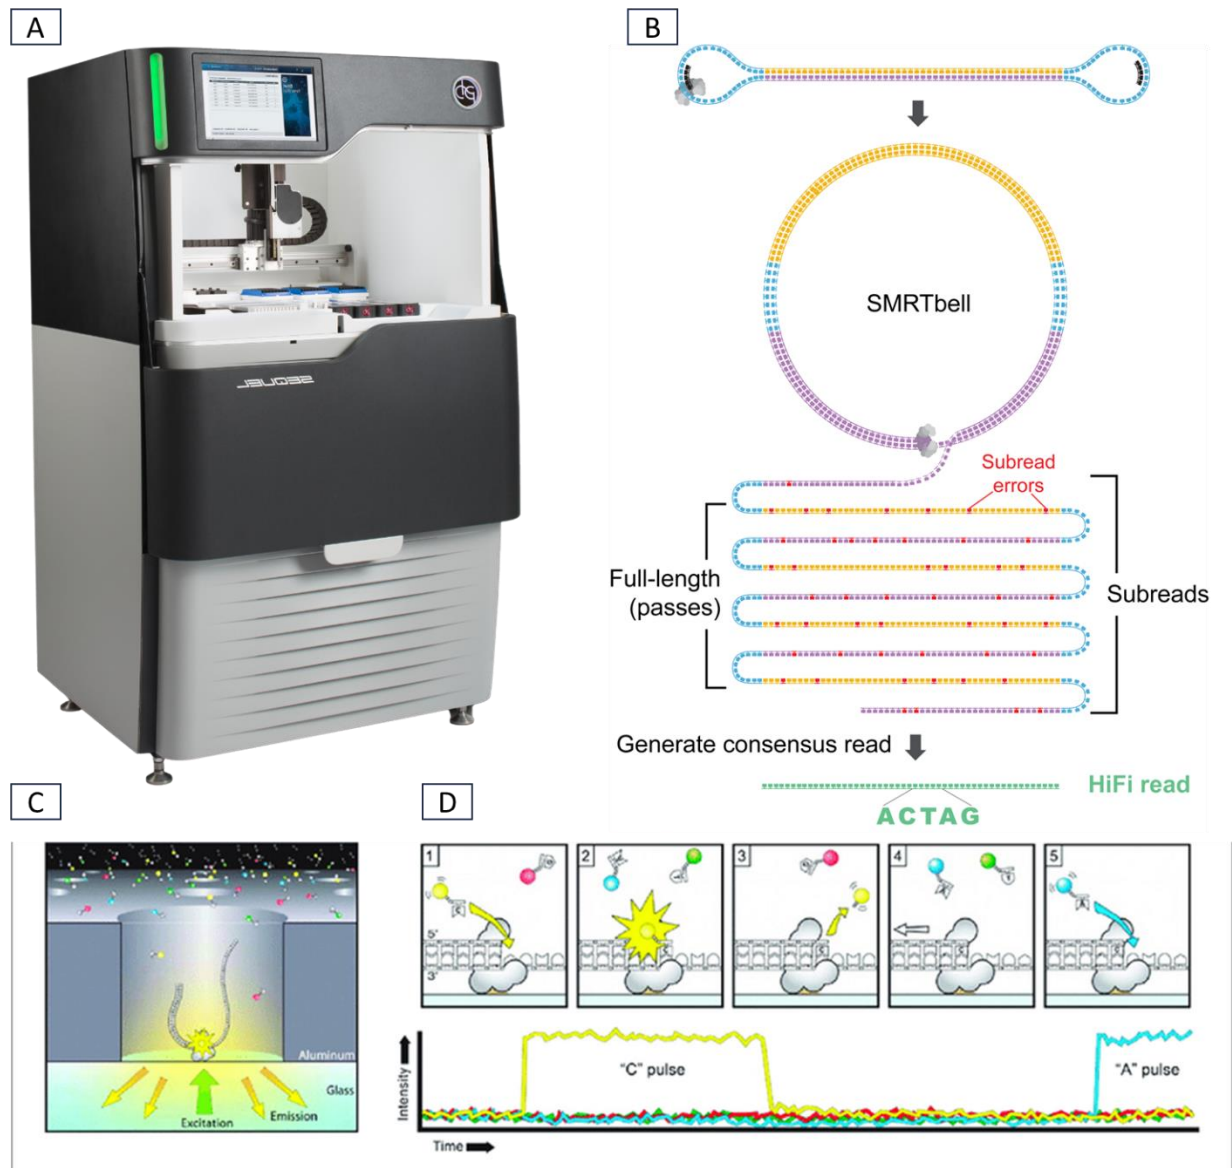 A
B
SMRTbell
SEQUEL
Subread
errors
Full-length
(passes)
Subreads
Generate consensus read
HiFi read
ACTAG
C
D
Aluminum
Glass
Excitation
Emission
1
2
3
4
5
5'
3'
Intensity
"C" pulse
"A" pulse
Time